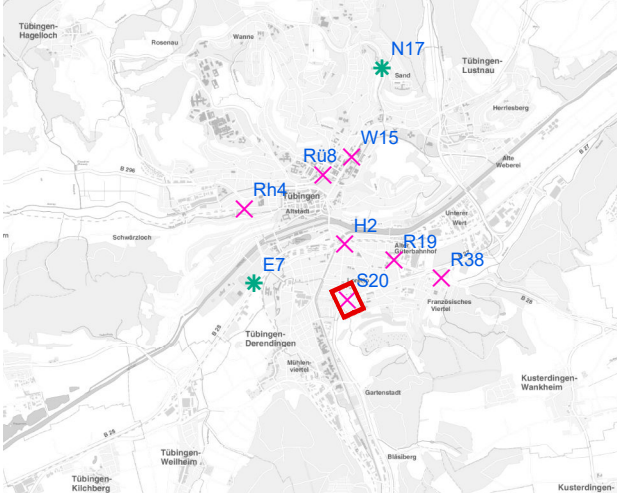 Tübingen-
Hagelloch
Rosenau
Wanne
N17
Sand
Tübingen-
Lustnau
Herrlesberg
W15
Rü8
B 27
Alte
Weberei
B 296
Rh4
Tübingen
Altstadt
Unterer
Wert
Schwärzloch
H2
R19
Alter
Güterbahnhof
E7
S20
R38
B 28
Französisches
Viertel
B 28
Tübingen-
Derendingen
Mühlen-
viertel
Gartenstadt
Kusterdingen-
Wankheim
B 28
Tübingen-
Weilheim
Bläsiberg
Tübingen-
Kilchberg
Kusterdingen-